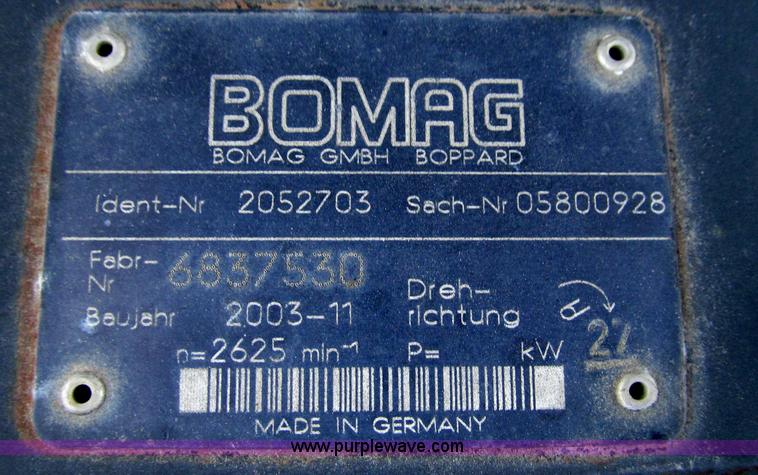 BOMAG
BOMAG GMBH BOPPARD
Ident-Nr 2052703 Sach-Nr 05800928
Fabr-Nr 6837530
Baujahr 2003-11
Dreh-
richtung
R
27
n=2625 min⁻¹ P= kW
MADE IN GERMANY
www.purplewave.com